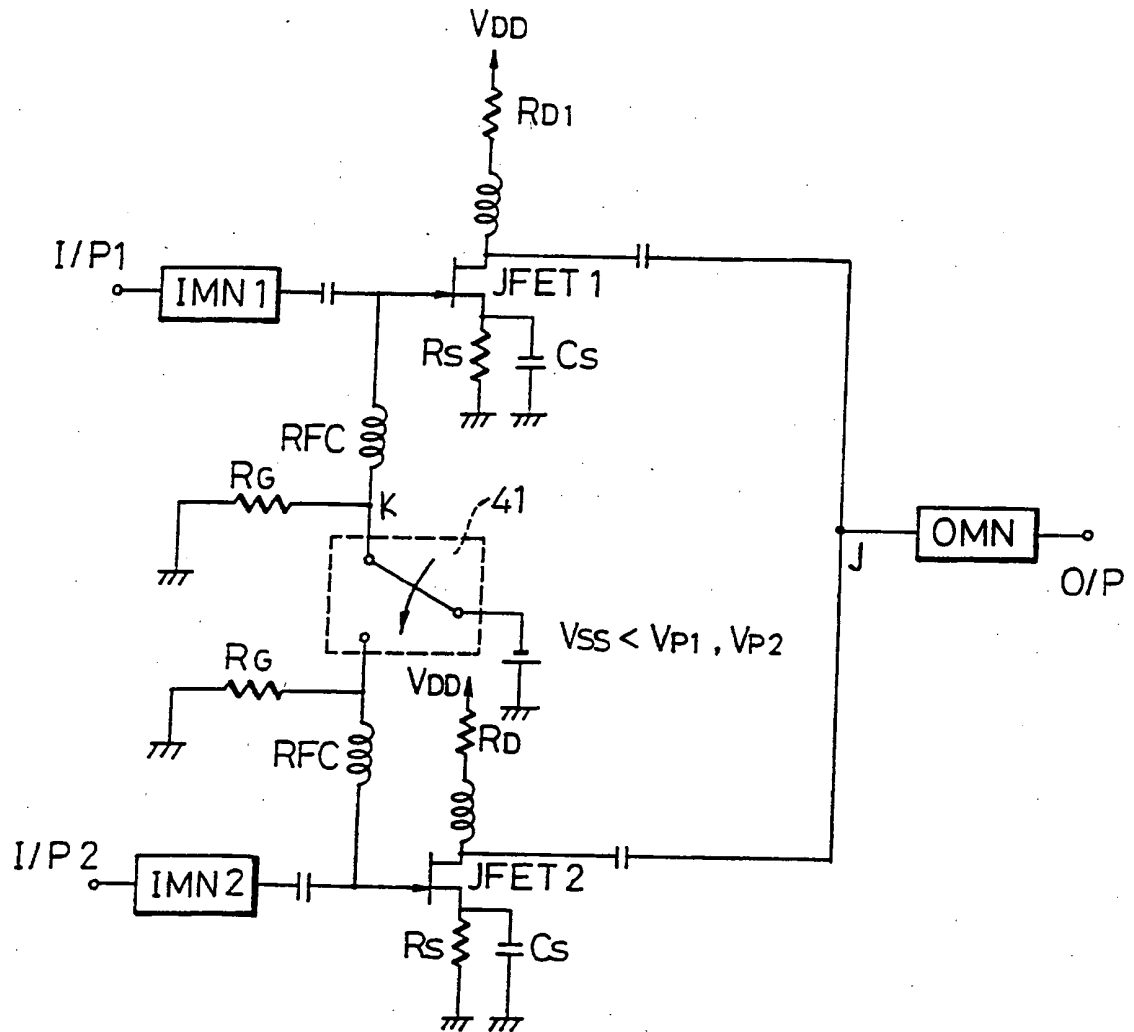 VDD
RD1
I/P1
IMN1
JFET1
Rs
Cs
RFC
RG
K
41
J
OMN
O/P
VSS < VP1, VP2
RG
VDD
RD
RFC
I/P2
IMN2
JFET2
Rs
Cs